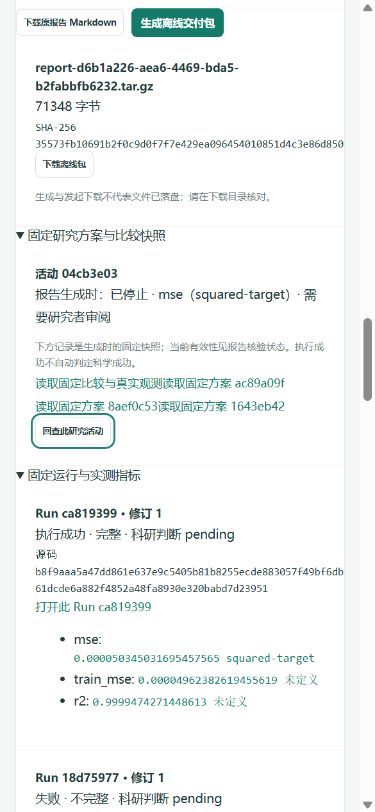 下载原报告 Markdown
生成离线交付包
report-d6b1a226-aea6-4469-bda5-
b2fabbfb6232.tar.gz
71348 字节
SHA-256
35573fb10691b2f0c9d0f7f7e429ea096454010851d4c3e86d850
下载离线包
生成与发起下载不代表文件已落盘；请在下载目录核对。
▼ 固定研究方案与比较快照
活动 04cb3e03
报告生成时：已停止 · mse（squared-target）· 需
要研究者审阅
下方记录是生成时的固定快照；当前有效性见报告核验状态。执行成
功不自动判定科学成功。
读取固定比较与真实观测读取固定方案 ac89a09f
读取固定方案 8aef0c53读取固定方案 1643eb42
回查此研究活动
▼ 固定运行与实测指标
Run ca819399 • 修订 1
执行成功 · 完整 · 科研判断 pending
源码
b8f9aaa5a47dd861e637e9c5405b81b8255ecde883057f49bf6db
61dcde6a882f4852a48fa8930e320babd7d23951
打开此 Run ca819399
• mse:
0.000050345031695457565 squared-target
• train_mse: 0.00004962382619455619 未定义
• r2: 0.9999474271448613 未定义
Run 18d75977 • 修订 1
失败 · 不完整 · 科研判断 pending